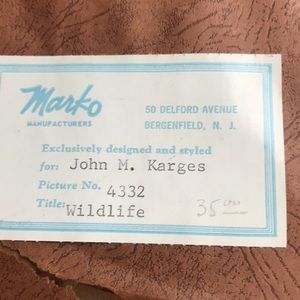 Marko
MANUFACTURERS
50 DELFORD AVENUE
BERGENFIELD, N. J.
Exclusively designed and styled
for: John M. Karges
Picture No. 4332
Title: Wildlife
35.00